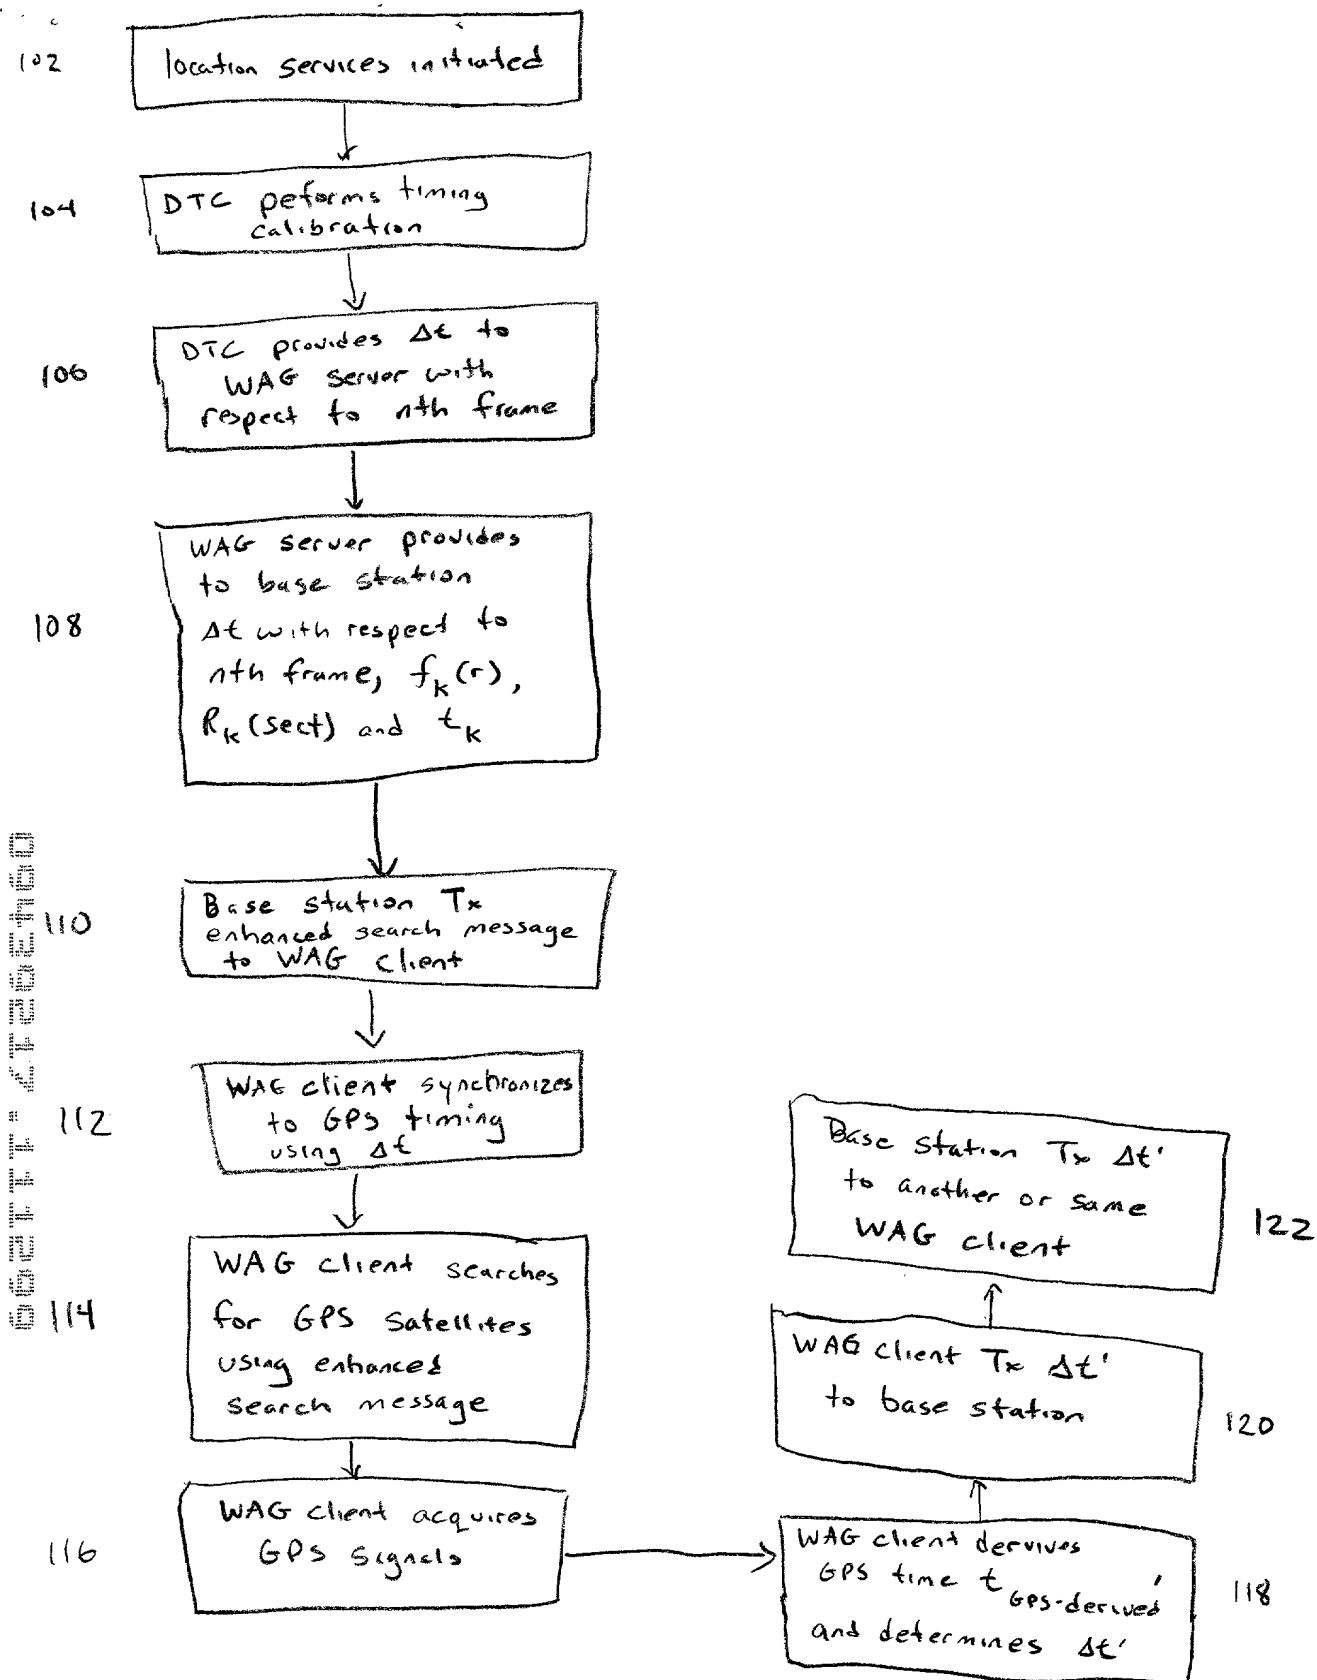 102
location services initiated
104
DTC peforms timing
calibration
106
DTC provides Δt to
WAG server with
respect to nth frame
108
WAG server provides
to base station
Δt with respect to
nth frame, fₖ(r),
Rₖ(sect) and tₖ
110
Base station Tx
enhanced search message
to WAG client
112
WAG client synchronizes
to GPS timing
using Δt
114
WAG client searches
for GPS satellites
using enhanced
search message
116
WAG client acquires
GPS signals
WAG client dervives
GPS time t GPS-derived'
and determines Δt'
118
WAG client Tx Δt'
to base station
120
Base station Tx Δt'
to another or same
WAG client
122